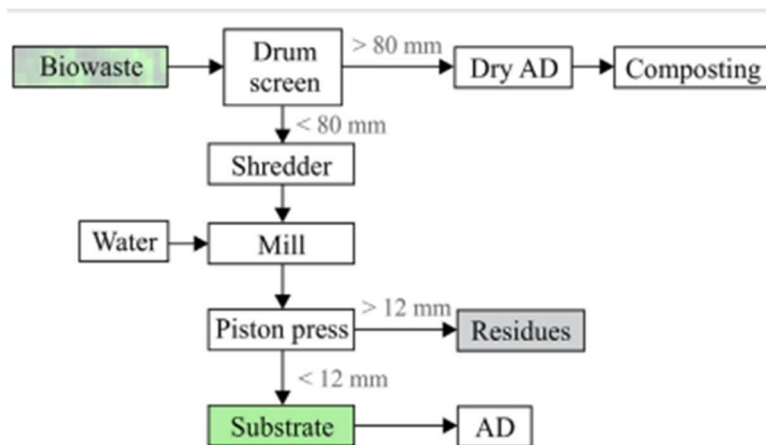 Biowaste
Drum
screen
> 80 mm
Dry AD
Composting
< 80 mm
Shredder
Water
Mill
Piston press
> 12 mm
Residues
< 12 mm
Substrate
AD